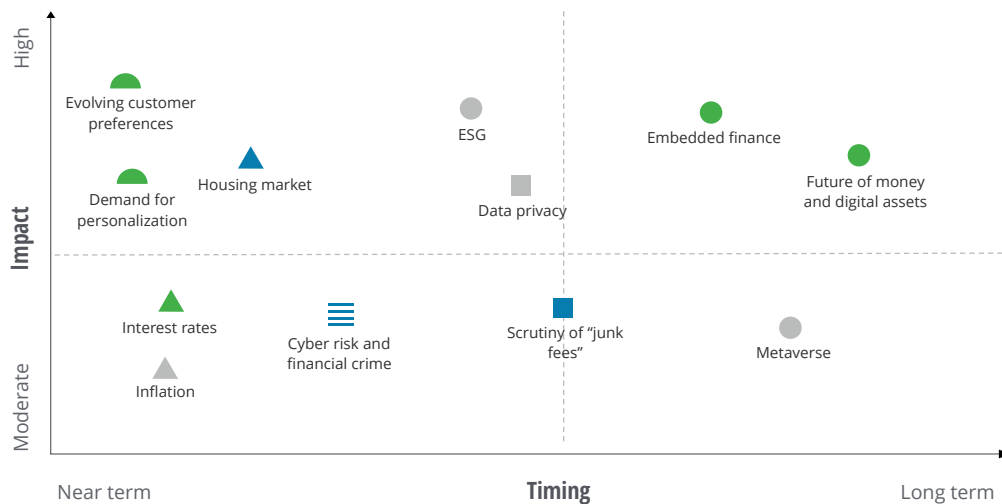 High
Evolving customer
preferences
ESG
Embedded finance
Housing market
Demand for
personalization
Data privacy
Future of money
and digital assets
Impact
Interest rates
Cyber risk and
financial crime
Scrutiny of “junk
fees”
Metaverse
Inflation
Moderate
Near term
Timing
Long term